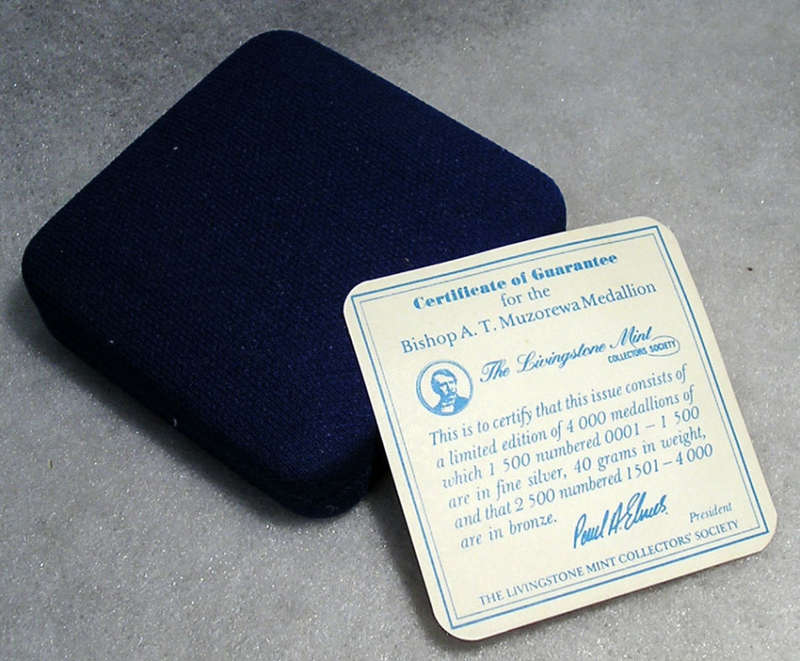 Certificate of Guarantee
for the
Bishop A. T. Muzorewa Medallion
The Livingstone Mint
COLLECTORS SOCIETY
This is to certify that this issue consists of
a limited edition of 4 000 medallions of
which 1 500 numbered 0001 – 1 500
are in fine silver, 40 grams in weight,
and that 2 500 numbered 1501 – 4 000
are in bronze.
President
THE LIVINGSTONE MINT COLLECTORS' SOCIETY